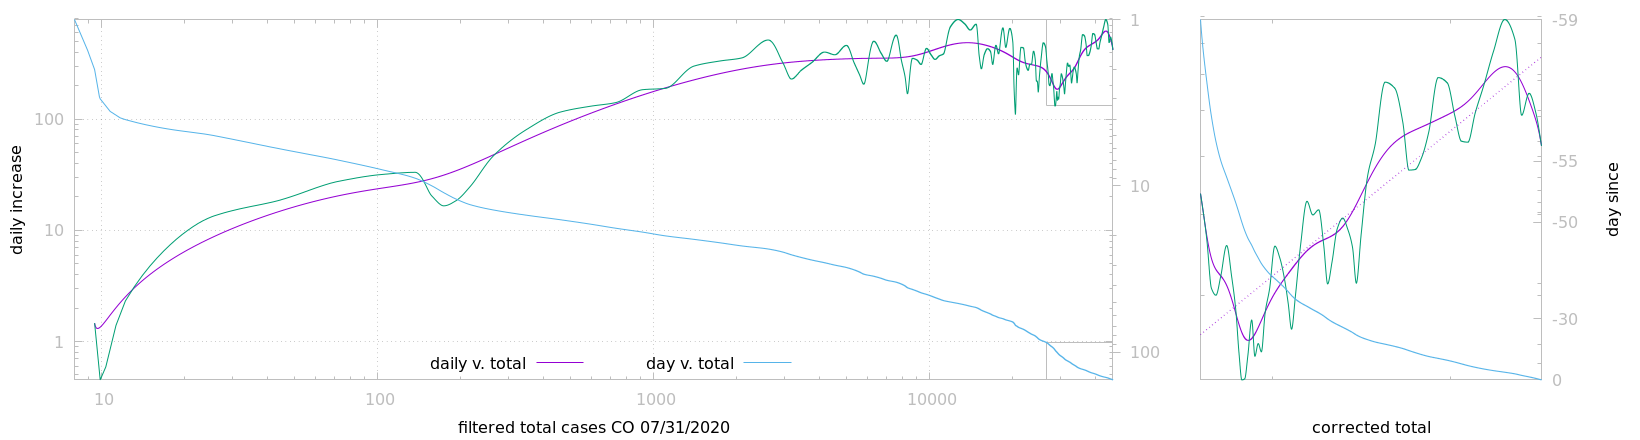 daily increase
100
10
1
10
100
1000
10000
1
10
100
daily v. total
day v. total
filtered total cases CO 07/31/2020
-59
-55
-50
-30
0
day since
corrected total